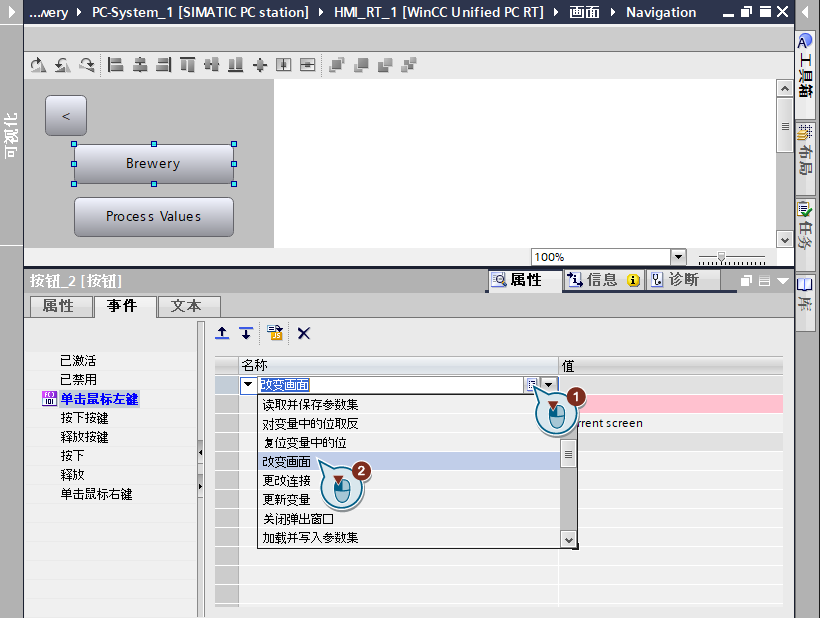 ...wery ▸ PC-System_1 [SIMATIC PC station] ▸ HMI_RT_1 [WinCC Unified PC RT] ▸ 画面 ▸ Navigation
项目视图
<
Brewery
Process Values
100%
工具箱
布局
任务
库
按钮_2 [按钮]
属性
信息
诊断
属性
事件
文本
已激活
已禁用
单击鼠标左键
按下按键
释放按键
按下
释放
单击鼠标右键
名称
值
改变画面
读取并保存参数集
对变量中的位取反
rrent screen
复位变量中的位
改变画面
更改连接
更新变量
关闭弹出窗口
加载并写入参数集
1
2